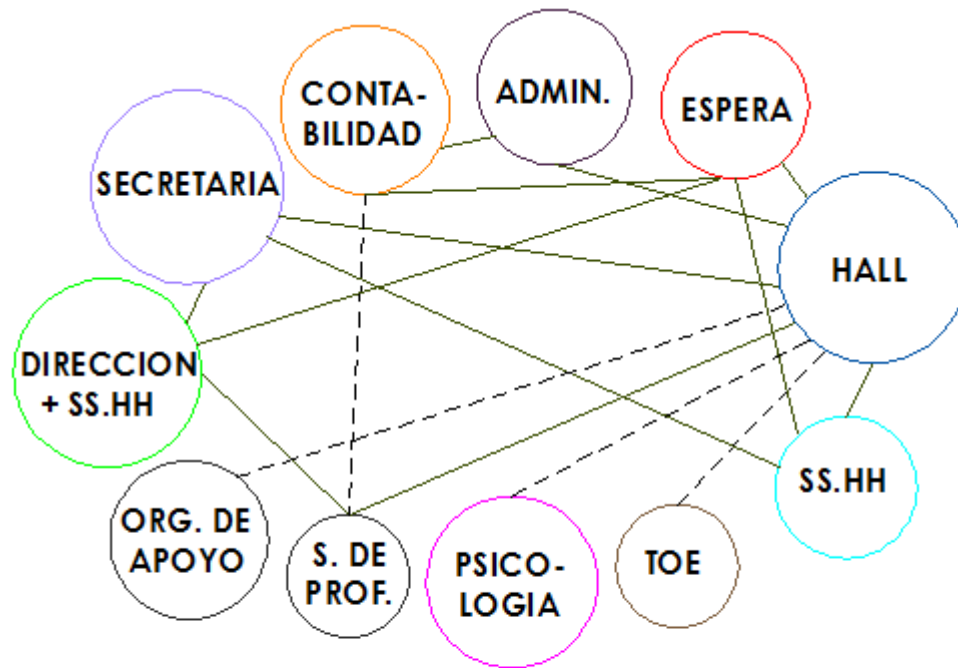 CONTA-
BILIDAD
ADMIN.
ESPERA
SECRETARIA
HALL
DIRECCION
+ SS.HH
SS.HH
ORG. DE
APOYO
S. DE
PROF.
PSICO-
LOGIA
TOE